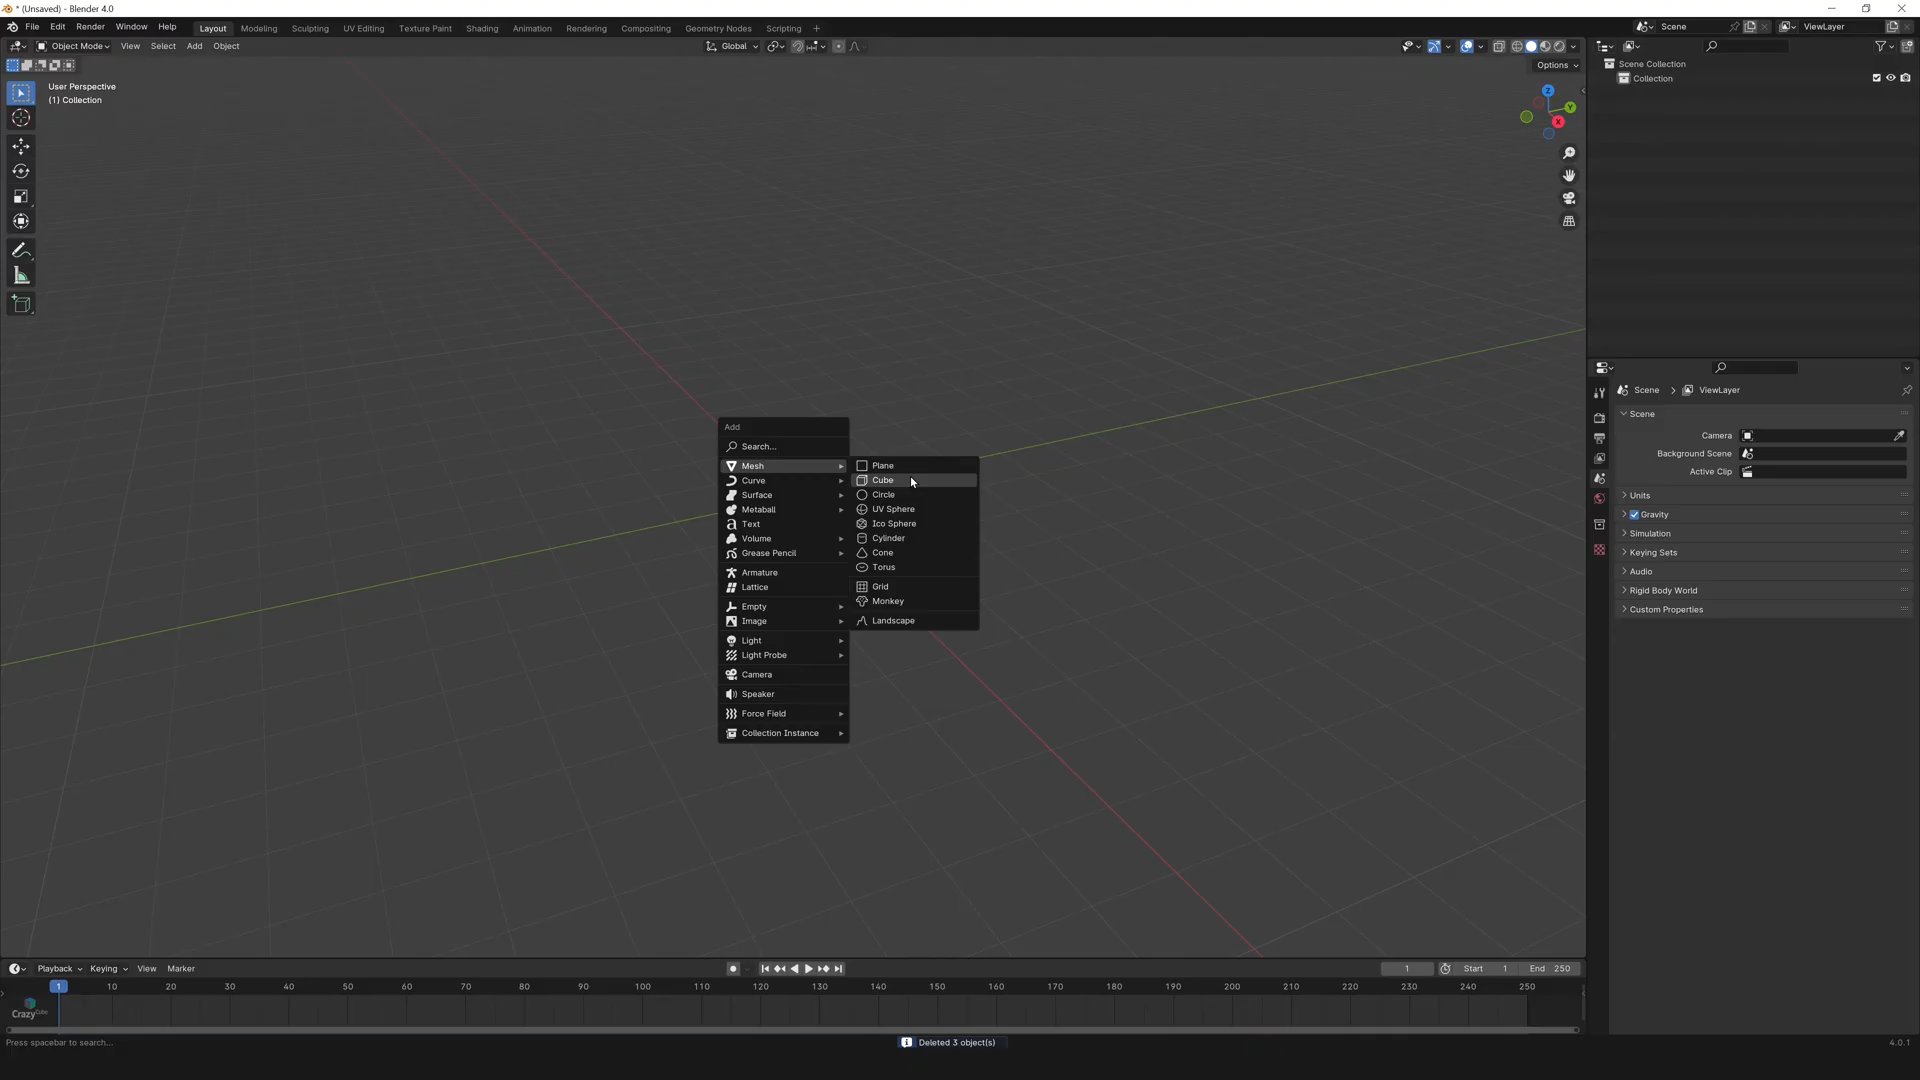 * (Unsaved) - Blender 4.0
File Edit Render Window Help
Layout Modeling Sculpting UV Editing Texture Paint Shading Animation Rendering Compositing Geometry Nodes Scripting +
Scene
ViewLayer
Object Mode View Select Add Object
Global
Options
User Perspective
(1) Collection
Z
Y
X
Scene Collection
Collection
Scene > ViewLayer
Scene
Camera
Background Scene
Active Clip
Units
Gravity
Simulation
Keying Sets
Audio
Rigid Body World
Custom Properties
Add
Search...
Mesh
Curve
Surface
Metaball
Text
Volume
Grease Pencil
Armature
Lattice
Empty
Image
Light
Light Probe
Camera
Speaker
Force Field
Collection Instance
Plane
Cube
Circle
UV Sphere
Ico Sphere
Cylinder
Cone
Torus
Grid
Monkey
Landscape
Playback Keying View Marker
1 Start 1 End 250
1 10 20 30 40 50 60 70 80 90 100 110 120 130 140 150 160 170 180 190 200 210 220 230 240 250
CrazyCube
Press spacebar to search...
Deleted 3 object(s)
4.0.1